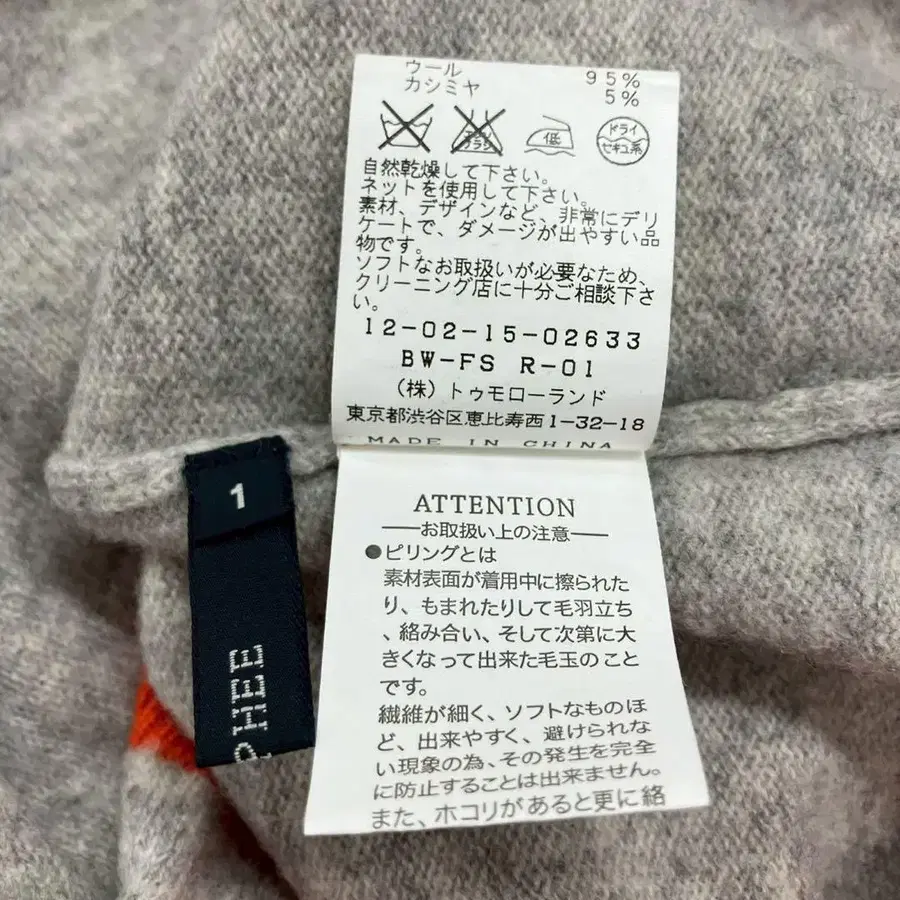 ウール 95%
カシミヤ 5%
低
ドライ
セキユ系
自然乾燥して下さい。
ネットを使用して下さい。
素材、デザインなど、非常にデリ
ケートで、ダメージが出やすい品
物です。
ソフトなお取扱いが必要なため、
クリーニング店に十分ご相談下さ
い。
12-02-15-02633
BW-FS R-01
(株)トゥモローランド
東京都渋谷区恵比寿西1-32-18
MADE IN CHINA
1
ATTENTION
お取扱い上の注意
●ピリングとは
素材表面が着用中に擦られた
り、もまれたりして毛羽立ち
、絡み合い、そして次第に大
きくなって出来た毛玉のこと
です。
繊維が細く、ソフトなものほ
ど、出来やすく、避けられな
い現象の為、その発生を完全
に防止することは出来ません。
また、ホコリがあると更に絡